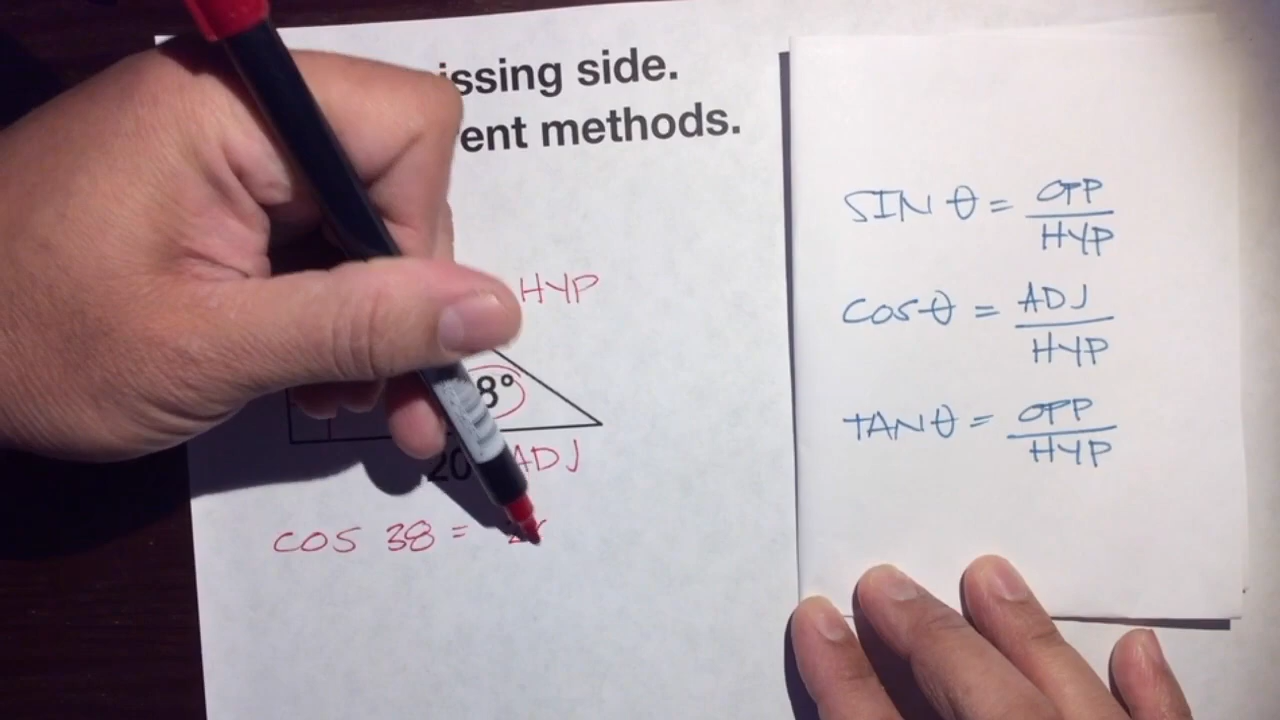 issing side.
ent methods.
HYP
8°
20
ADJ
COS 38 =
SIN θ = OPP
HYP
COS θ = ADJ
HYP
TAN θ = OPP
HYP